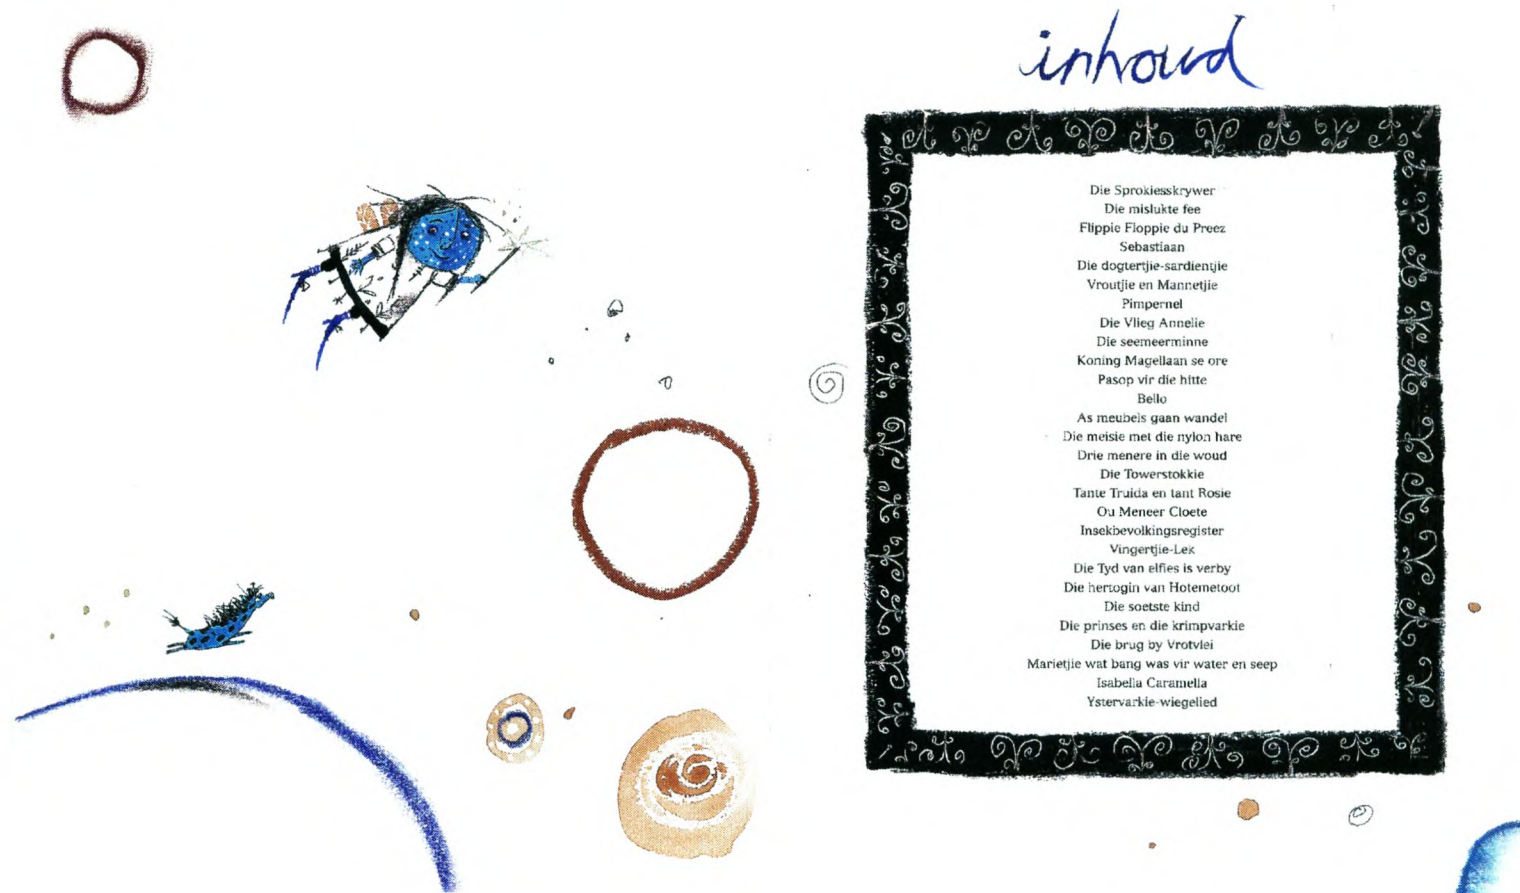 inhoud
Die Sprokiesskrywer
Die mislukte fee
Flippie Floppie du Preez
Sebastiaan
Die dogtertjie-sardientjie
Vroutjie en Mannetjie
Pimpernel
Die Vlieg Annelie
Die seemeerminne
Koning Magellaan se ore
Pasop vir die hitte
Bello
As meubels gaan wandel
Die meisie met die nylon hare
Drie menere in die woud
Die Towerstokkie
Tante Truida en tant Rosie
Ou Meneer Cloete
Insekbevolkingsregister
Vingertjie-Lek
Die Tyd van elfies is verby
Die hertogin van Hotemetoot
Die soetste kind
Die prinses en die krimpvarkie
Die brug by Vrotvlei
Marietjie wat bang was vir water en seep
Isabella Caramella
Ystervarkie-wiegelied